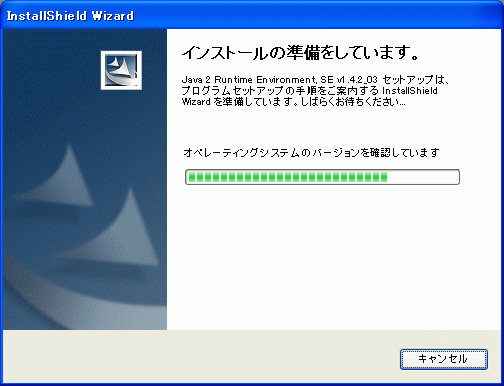 InstallShield Wizard
インストールの準備をしています。
Java 2 Runtime Environment, SE v1.4.2_03 セットアップは、
プログラムセットアップの手順をご案内する InstallShield
Wizard を準備しています。しばらくお待ちください...
オペレーティングシステムのバージョンを確認しています
キャンセル